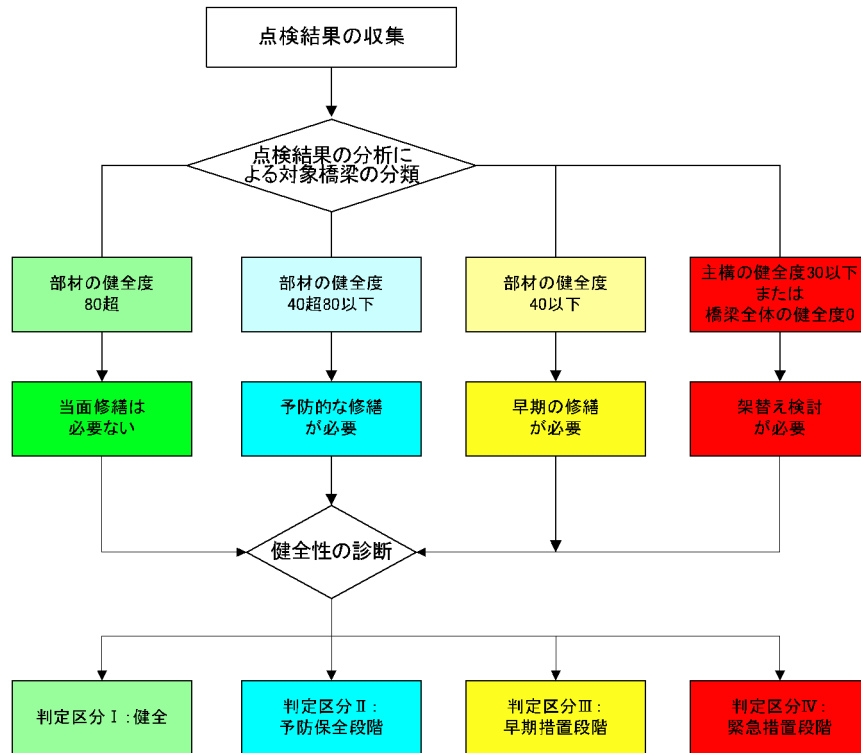 点検結果の収集
点検結果の分析に
よる対象橋梁の分類
部材の健全度
80超
部材の健全度
40超80以下
部材の健全度
40以下
主構の健全度30以下
または
橋梁全体の健全度0
当面修繕は
必要ない
予防的な修繕
が必要
早期の修繕
が必要
架替え検討
が必要
健全性の診断
判定区分Ⅰ:健全
判定区分Ⅱ:
予防保全段階
判定区分Ⅲ:
早期措置段階
判定区分Ⅳ:
緊急措置段階